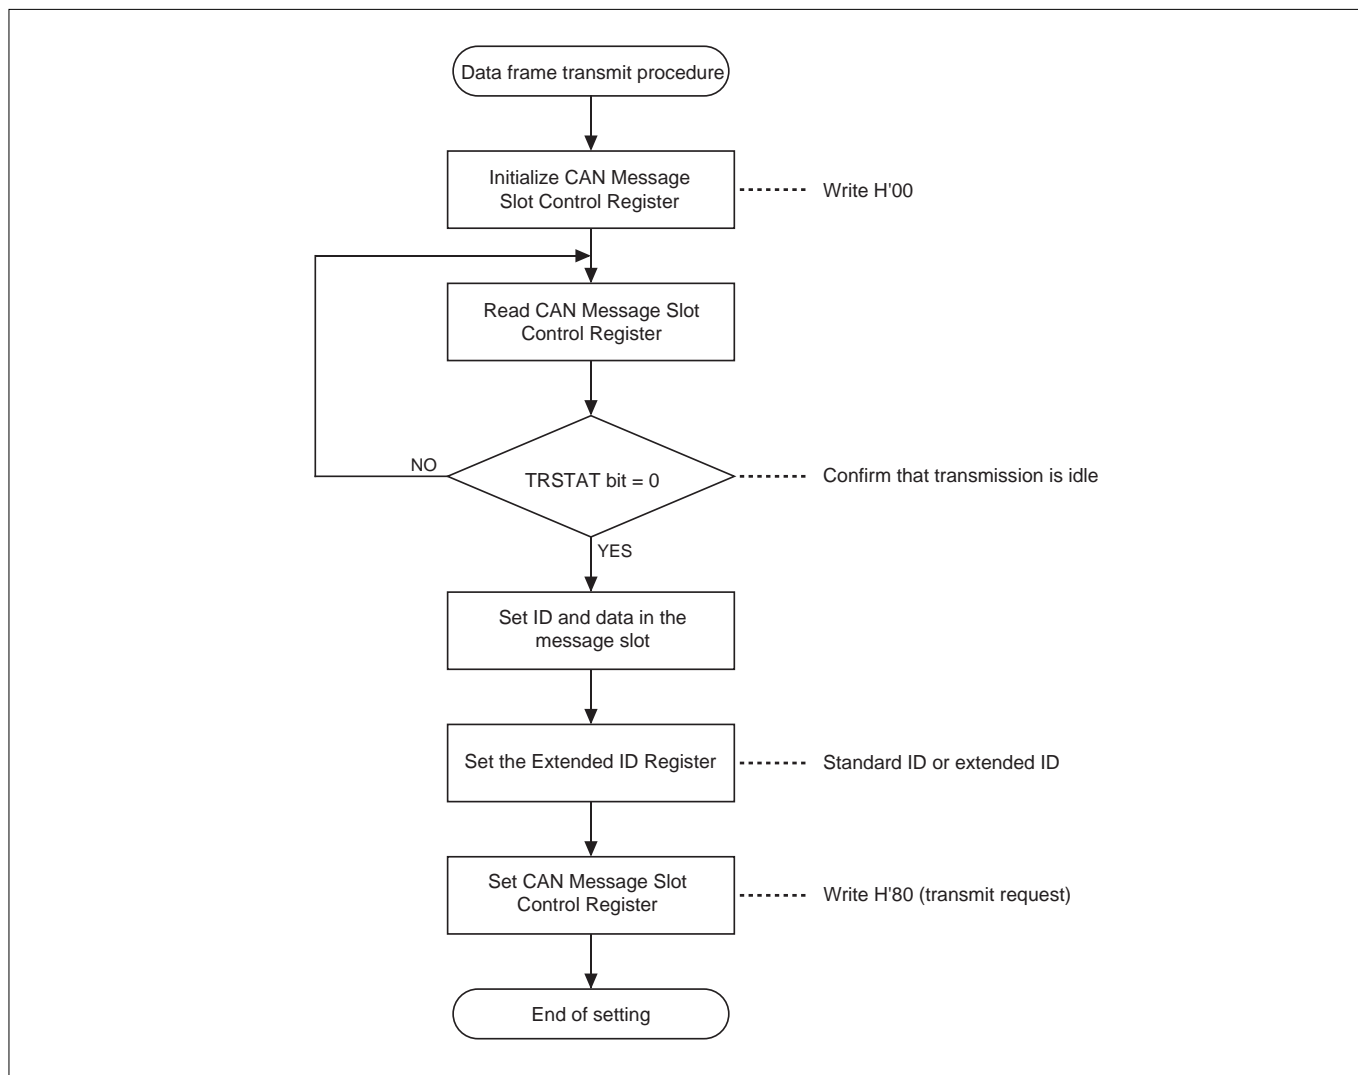 Data frame transmit procedure
Initialize CAN Message
Slot Control Register
Write H'00
Read CAN Message Slot
Control Register
NO
TRSTAT bit = 0
Confirm that transmission is idle
YES
Set ID and data in the
message slot
Set the Extended ID Register
Standard ID or extended ID
Set CAN Message Slot
Control Register
Write H'80 (transmit request)
End of setting